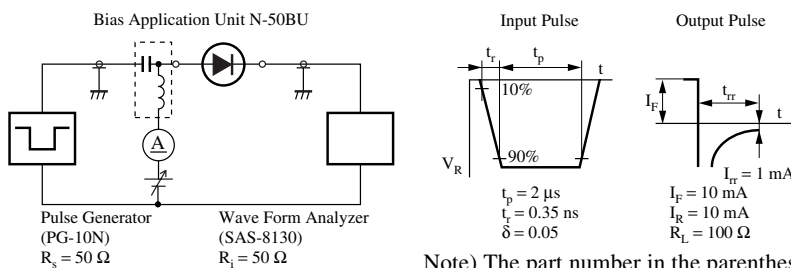 Bias Application Unit N-50BU
A
Pulse Generator
(PG-10N)
R_s = 50 Ω
Wave Form Analyzer
(SAS-8130)
R_i = 50 Ω
Input Pulse
t_r
t_p
t
10%
90%
V_R
t_p = 2 µs
t_r = 0.35 ns
δ = 0.05
Output Pulse
I_F
t_rr
t
I_rr = 1 mA
I_F = 10 mA
I_R = 10 mA
R_L = 100 Ω
Note) The part number in the